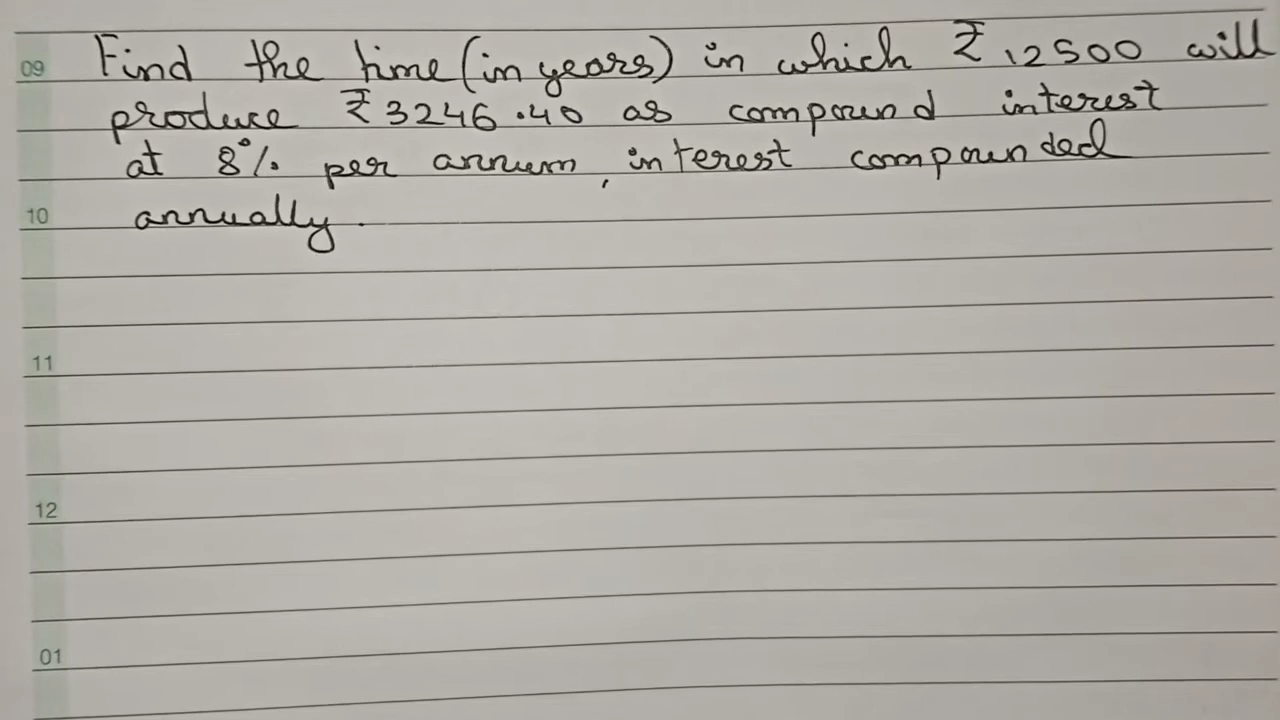 09 Find the time (in years) in which ₹ 12500 will
produce ₹3246.40 as compound interest
at 8% per annum, interest compounded
10 annually.
11
12
01